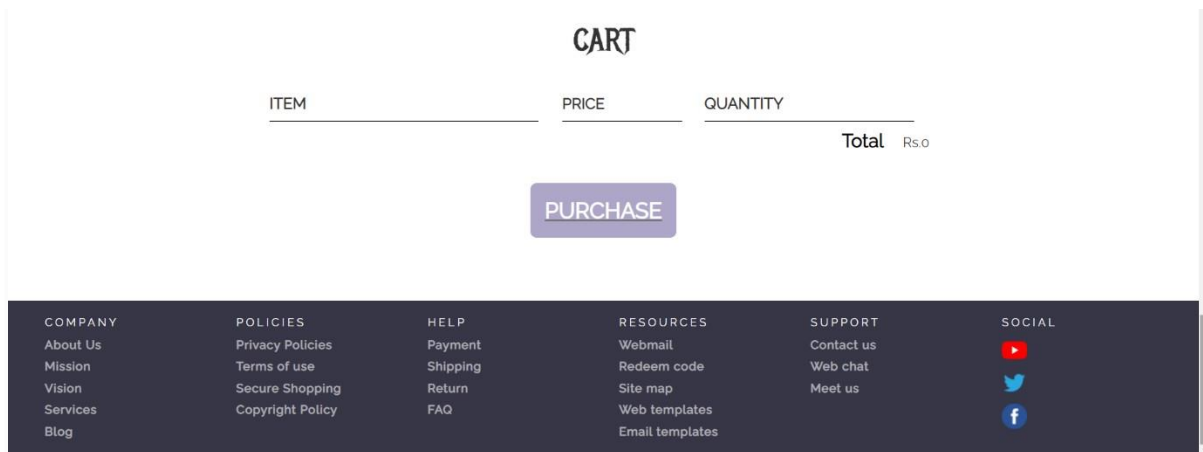 CART
ITEM PRICE QUANTITY
Total Rs.0
PURCHASE
COMPANY
About Us
Mission
Vision
Services
Blog
POLICIES
Privacy Policies
Terms of use
Secure Shopping
Copyright Policy
HELP
Payment
Shipping
Return
FAQ
RESOURCES
Webmail
Redeem code
Site map
Web templates
Email templates
SUPPORT
Contact us
Web chat
Meet us
SOCIAL